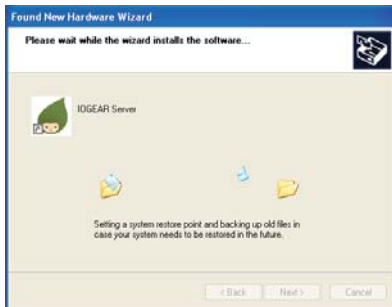 Found New Hardware Wizard
Please wait while the wizard installs the software...
IOGEAR Server
Setting a system restore point and backing up old files in
case your system needs to be restored in the future.
< Back
Next >
Cancel